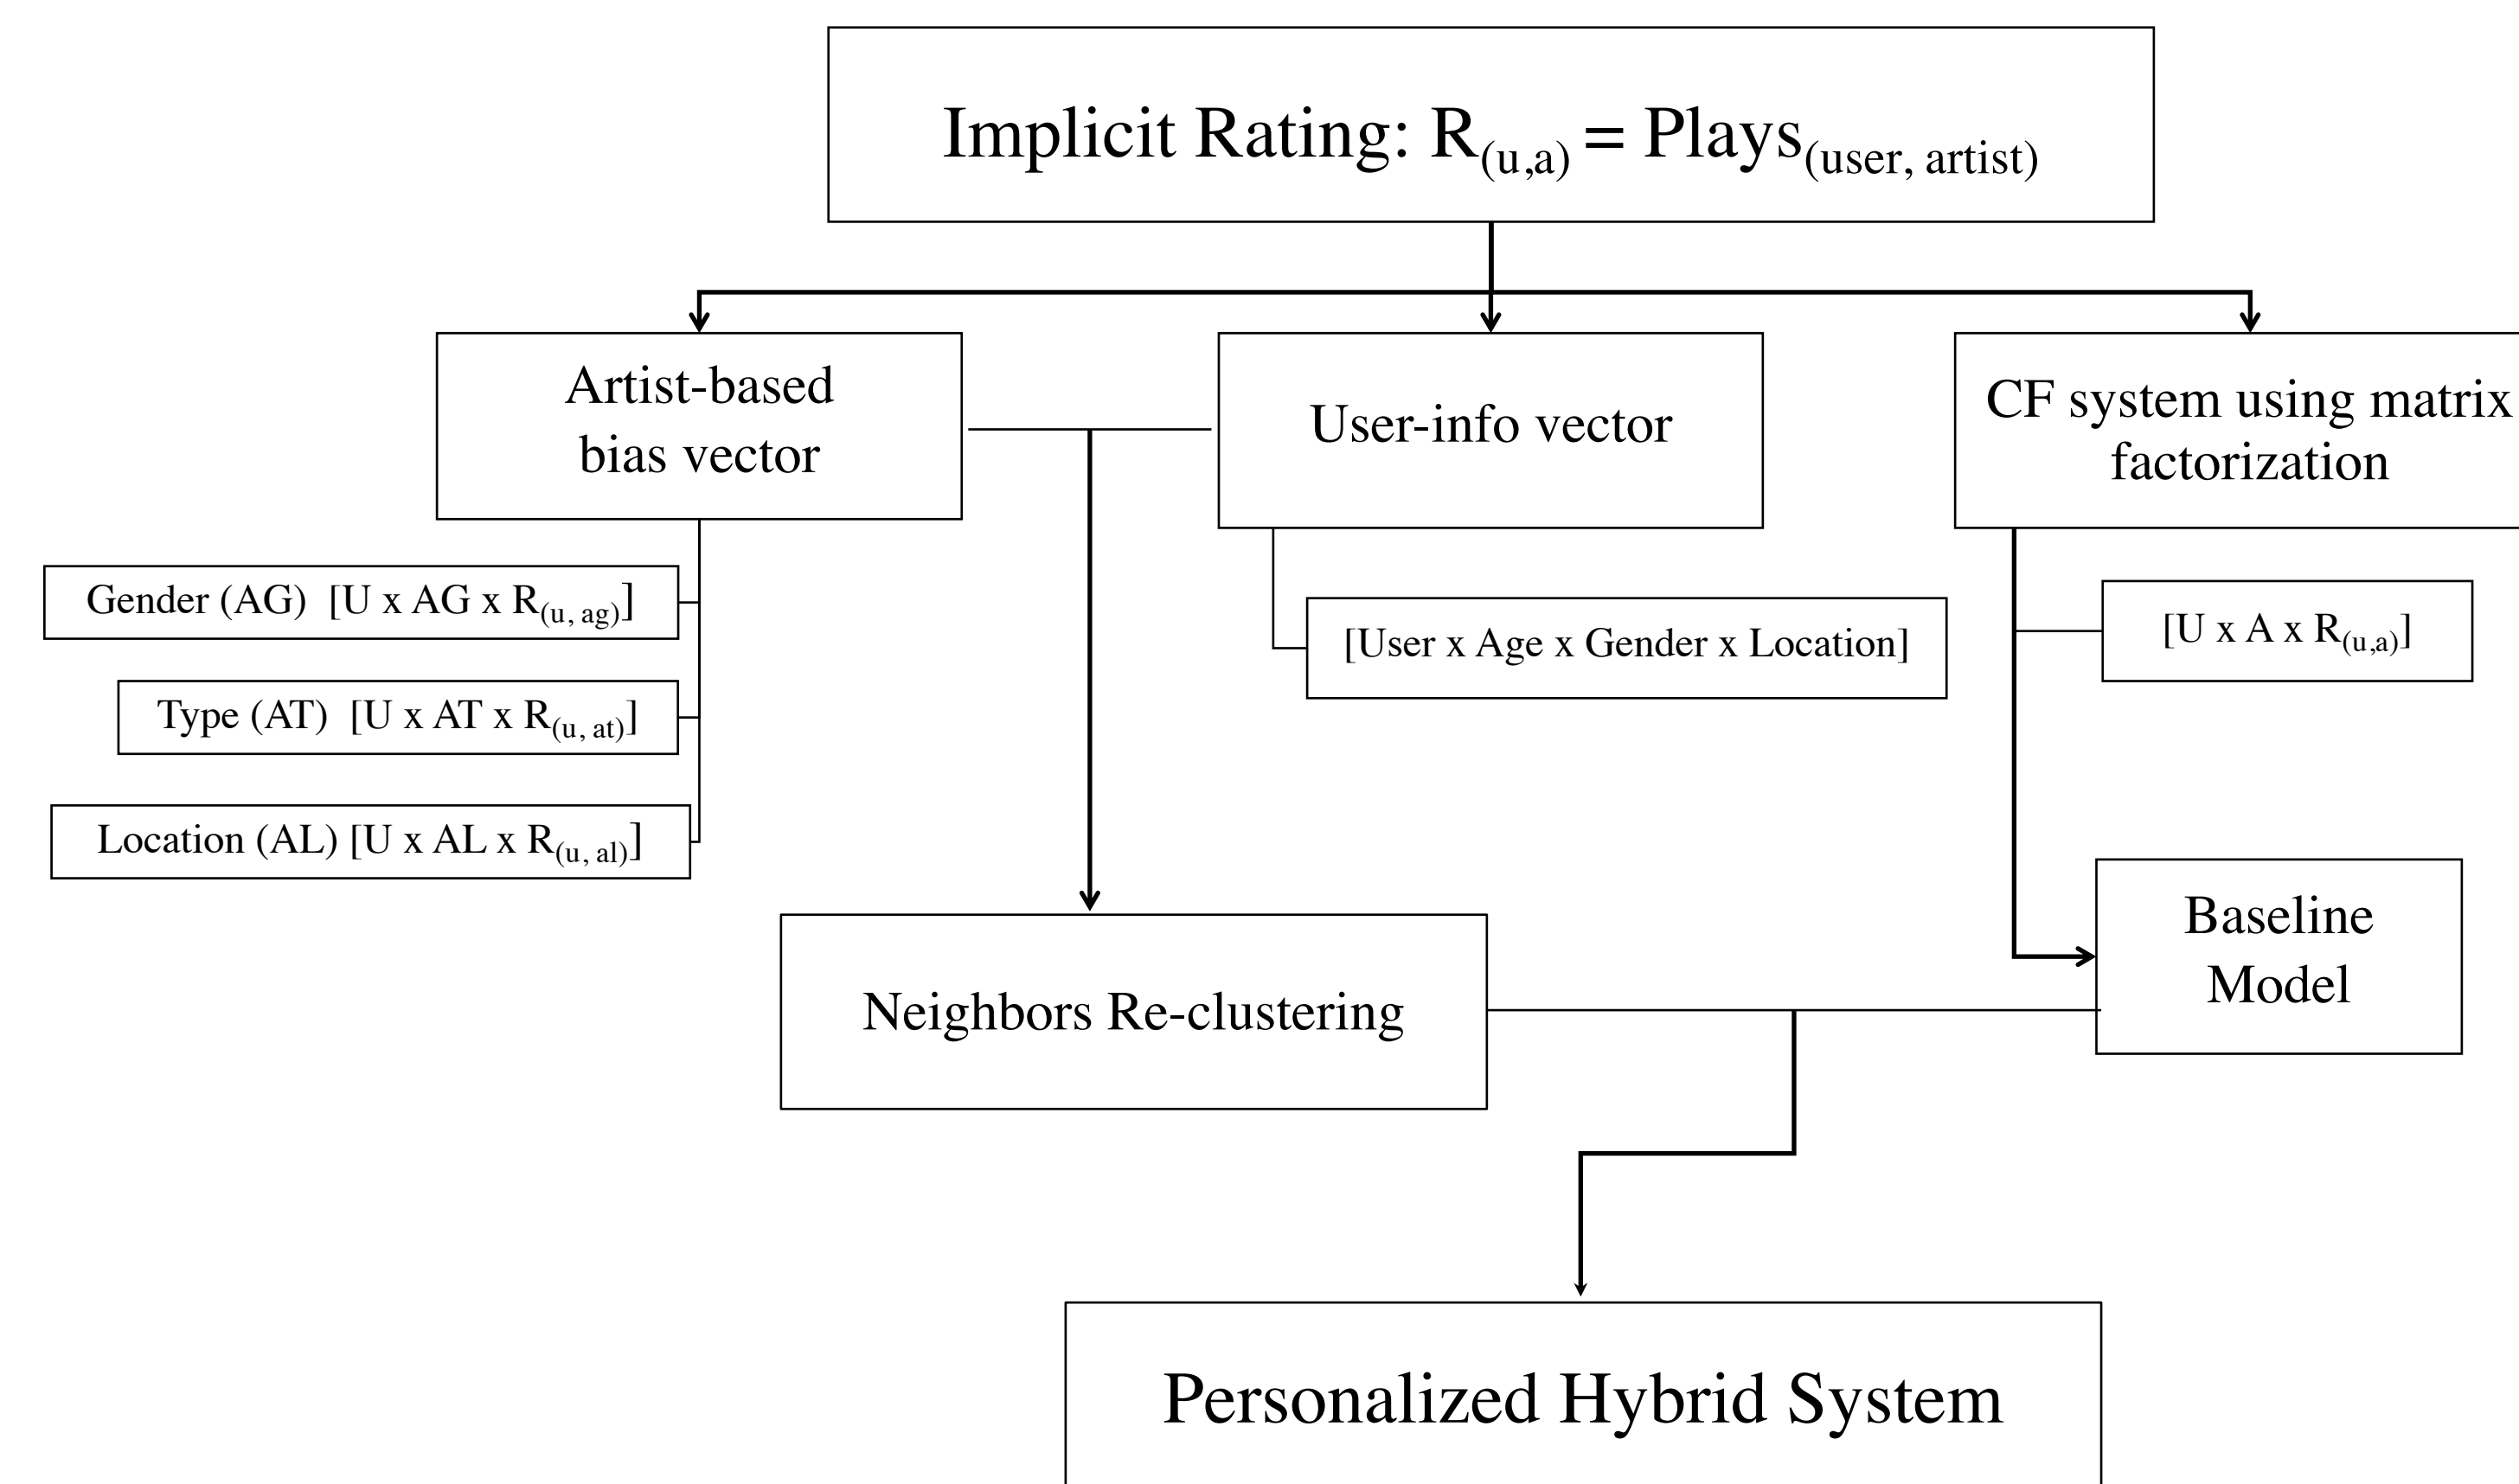 Implicit Rating: R(u,a) = Plays(user, artist)
Artist-based
bias vector
User-info vector
CF system using matrix
factorization
Gender (AG) [U x AG x R(u, ag)]
Type (AT) [U x AT x R(u, at)]
Location (AL) [U x AL x R(u, al)]
[User x Age x Gender x Location]
[U x A x R(u,a)]
Neighbors Re-clustering
Baseline
Model
Personalized Hybrid System